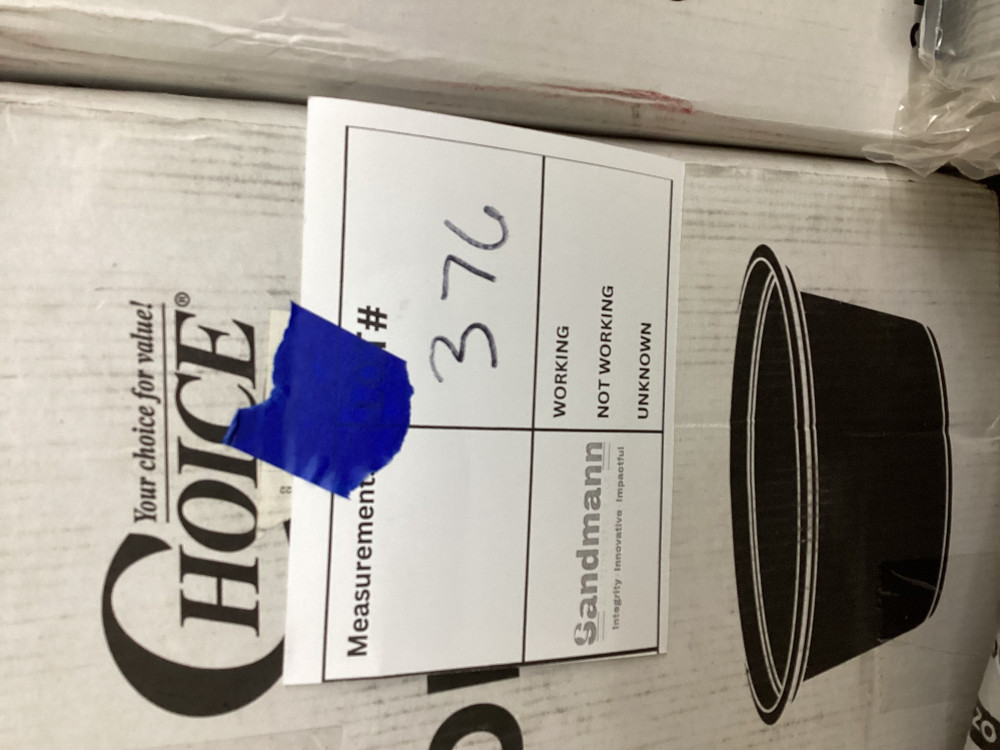 Your choice for value!
CHOICE®
Measurement
#
376
WORKING
NOT WORKING
UNKNOWN
Sandmann
Integrity Innovative Impactful